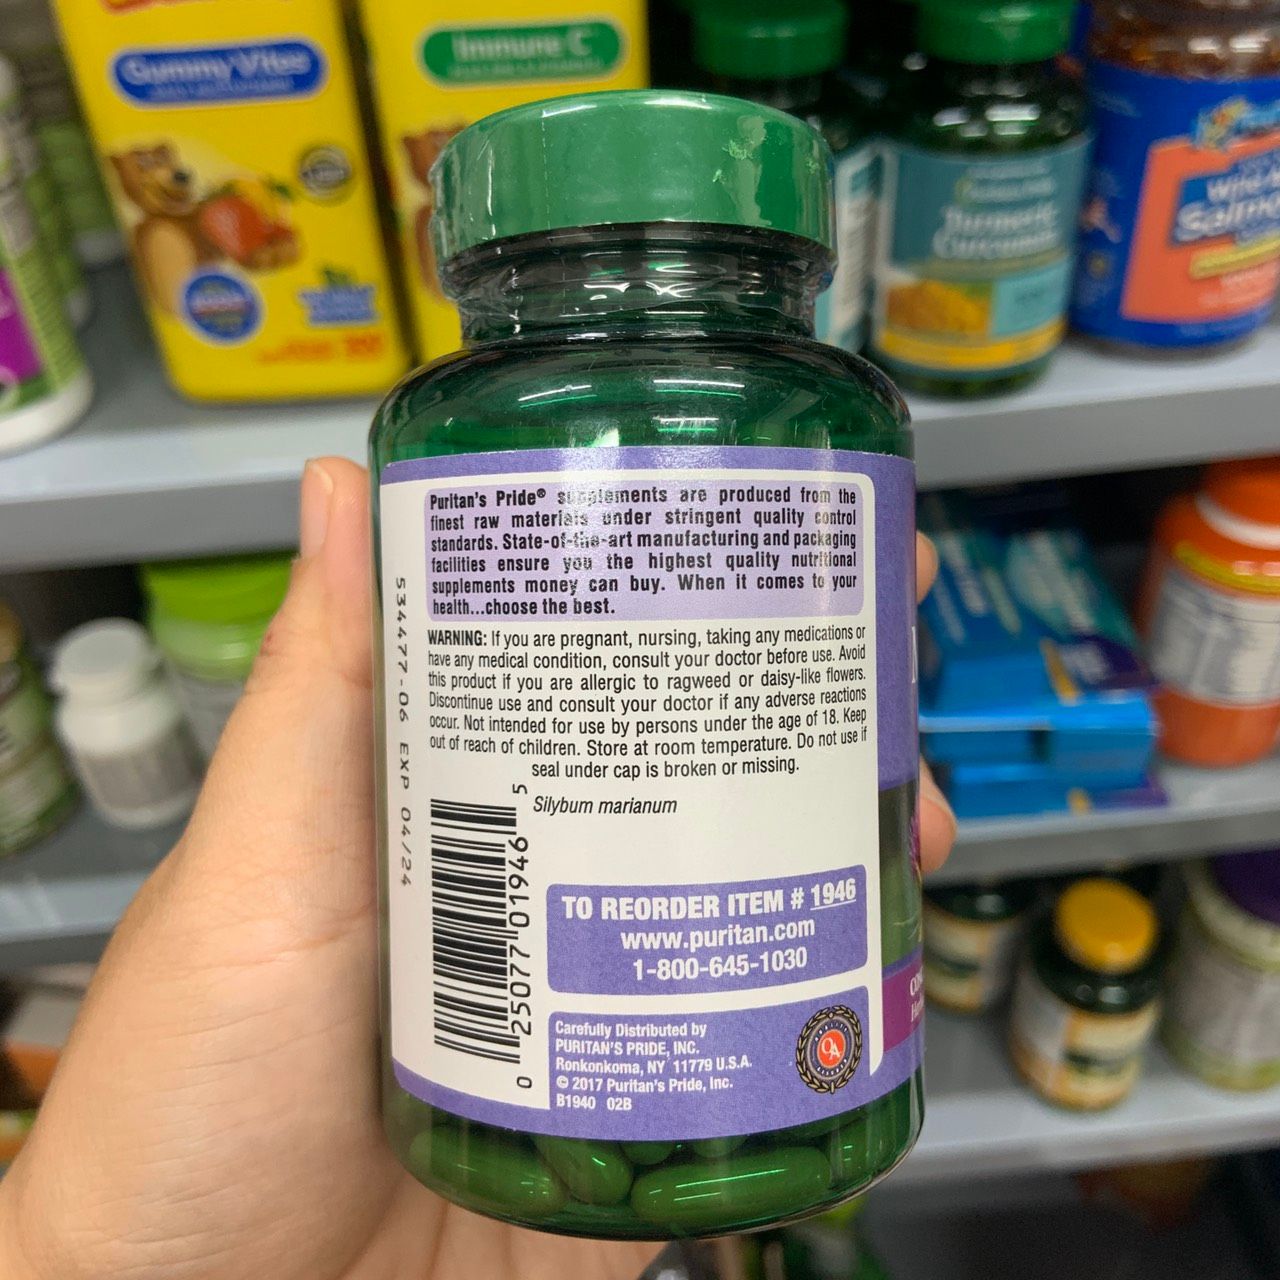 Gummy Vites
Immune C
Turmeric
Curcumin
Puritan's Pride® supplements are produced from the
finest raw materials under stringent quality control
standards. State-of-the-art manufacturing and packaging
facilities ensure you the highest quality nutritional
supplements money can buy. When it comes to your
health...choose the best.
WARNING: If you are pregnant, nursing, taking any medications or
have any medical condition, consult your doctor before use. Avoid
this product if you are allergic to ragweed or daisy-like flowers.
Discontinue use and consult your doctor if any adverse reactions
occur. Not intended for use by persons under the age of 18. Keep
out of reach of children. Store at room temperature. Do not use if
seal under cap is broken or missing.
Silybum marianum
534477-06 EXP 04/24
0 25077 01946 5
TO REORDER ITEM # 1946
www.puritan.com
1-800-645-1030
Carefully Distributed by
PURITAN'S PRIDE, INC.
Ronkonkoma, NY 11779 U.S.A.
© 2017 Puritan's Pride, Inc.
B1940 02B
QA